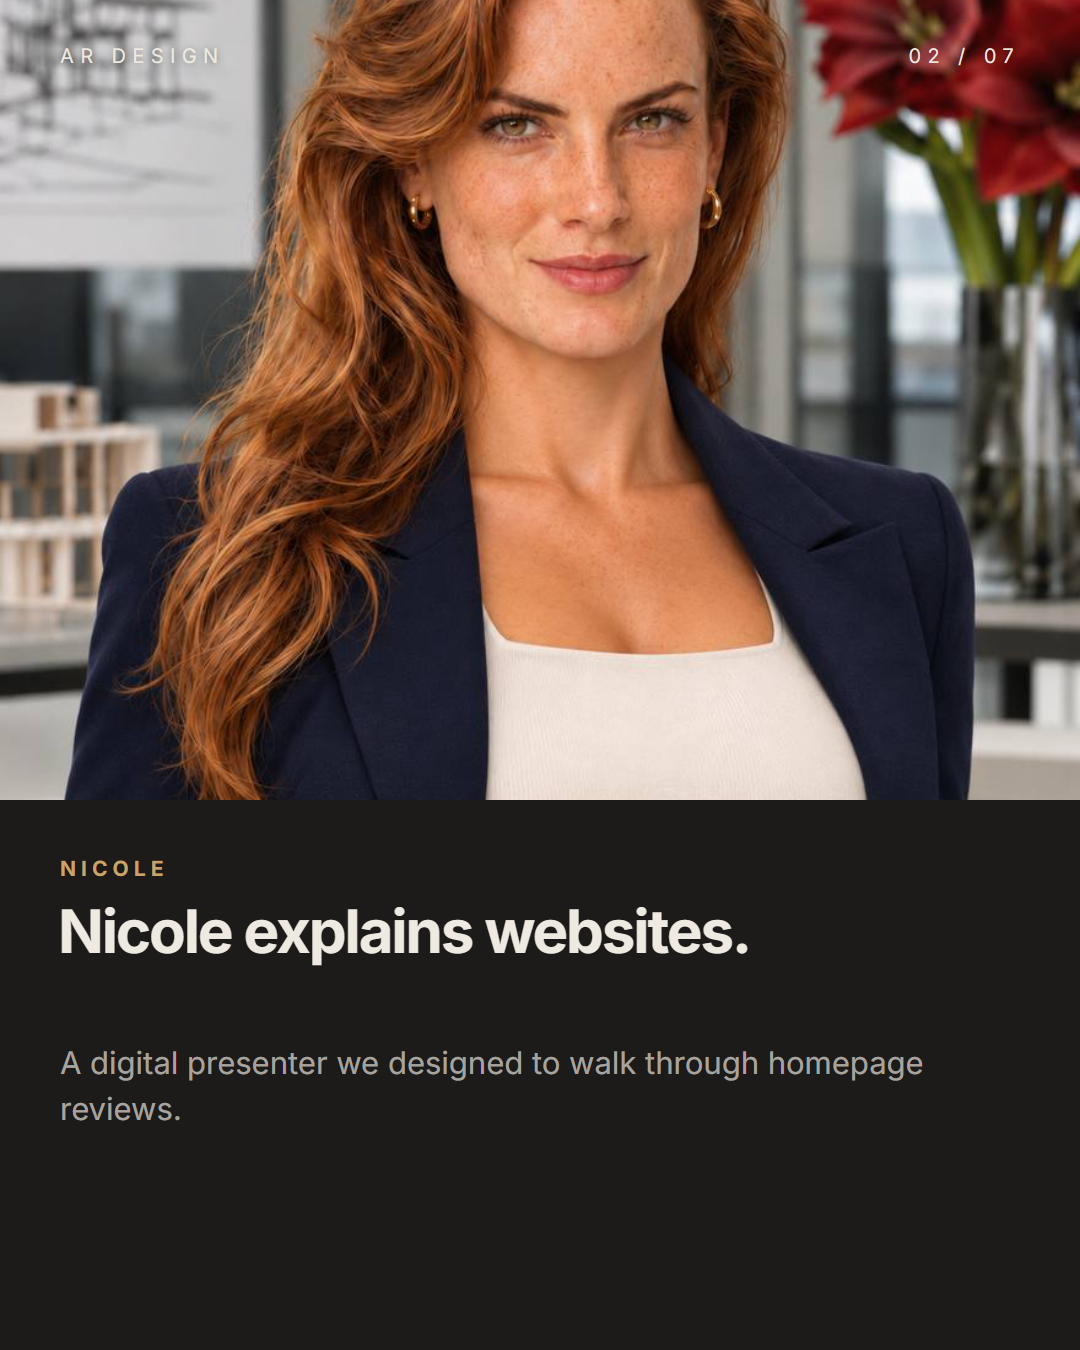 AR DESIGN
02 / 07
NICOLE
Nicole explains websites.
A digital presenter we designed to walk through homepage
reviews.